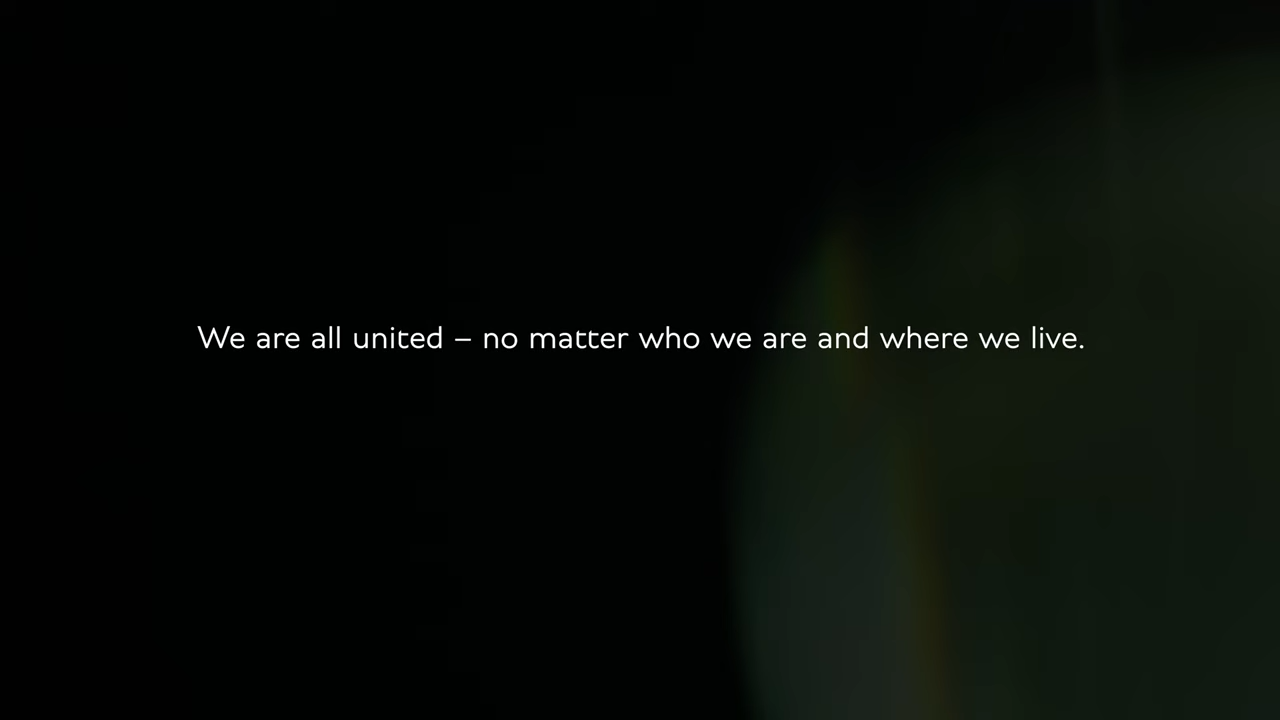 We are all united – no matter who we are and where we live.